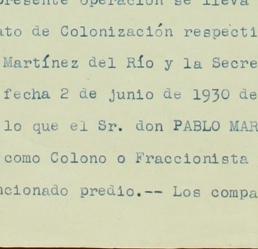 presente operación se lleva
ato de Colonización respecti
Martínez del Río y la Secre
fecha 2 de junio de 1930 de
lo que el Sr. don PABLO MAR
como Colono o Fraccionista
ncionado predio.-- Los compa